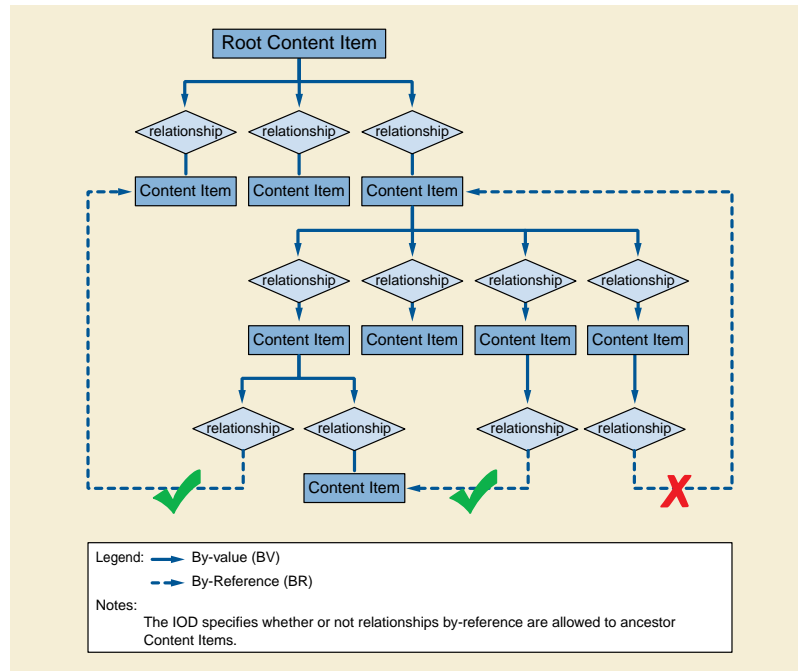 Root Content Item
relationship relationship relationship
Content Item Content Item Content Item
relationship relationship relationship relationship
Content Item Content Item Content Item Content Item
relationship relationship relationship relationship
Content Item
Legend: By-value (BV)
By-Reference (BR)
Notes:
The IOD specifies whether or not relationships by-reference are allowed to ancestor
Content Items.